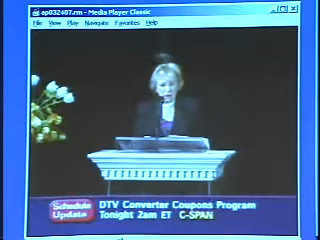 ap032407.rm - Media Player Classic
File View Play Navigate Favorites Help
Schedule Update
DTV Converter Coupons Program
Tonight 2am ET C-SPAN